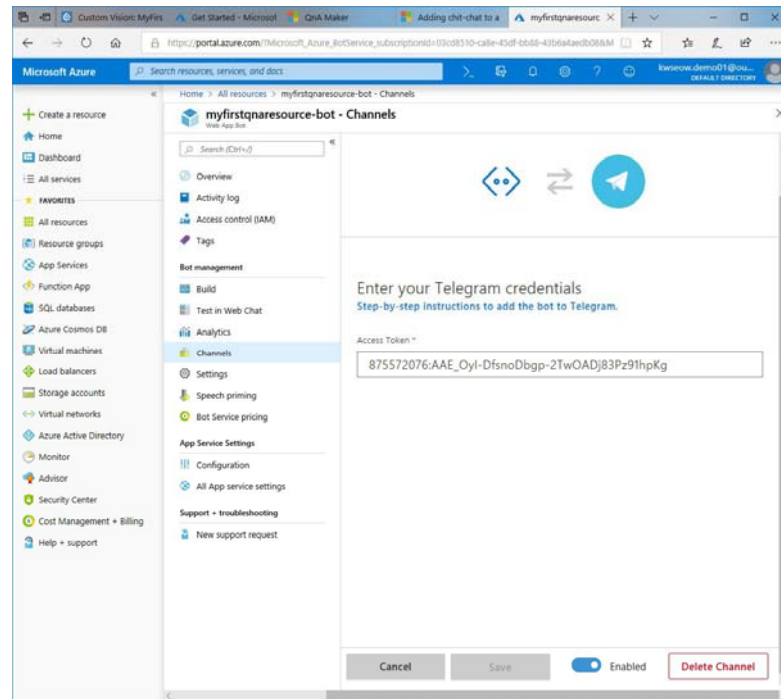 Custom Vision: MyFirs
Get Started - Microsof
QnA Maker
Adding chit-chat to a
myfirstqnaresourc
Microsoft Azure
Search resources, services, and docs
kwseow.demo01@ou...
DEFAULT DIRECTORY
Home > All resources > myfirstqnaresource-bot - Channels
Create a resource
Home
Dashboard
All services
FAVORITES
All resources
Resource groups
App Services
Function App
SQL databases
Azure Cosmos DB
Virtual machines
Load balancers
Storage accounts
Virtual networks
Azure Active Directory
Monitor
Advisor
Security Center
Cost Management + Billing
Help + support
myfirstqnaresource-bot - Channels
Web App Bot
Search (Ctrl+/)
Overview
Activity log
Access control (IAM)
Tags
Bot management
Build
Test in Web Chat
Analytics
Channels
Settings
Speech priming
Bot Service pricing
App Service Settings
Configuration
All App service settings
Support + troubleshooting
New support request
Enter your Telegram credentials
Step-by-step instructions to add the bot to Telegram.
Access Token *
875572076:AAE_OyI-DfsnoDbgp-2TwOADj83Pz91hpKg
Cancel
Save
Enabled
Delete Channel